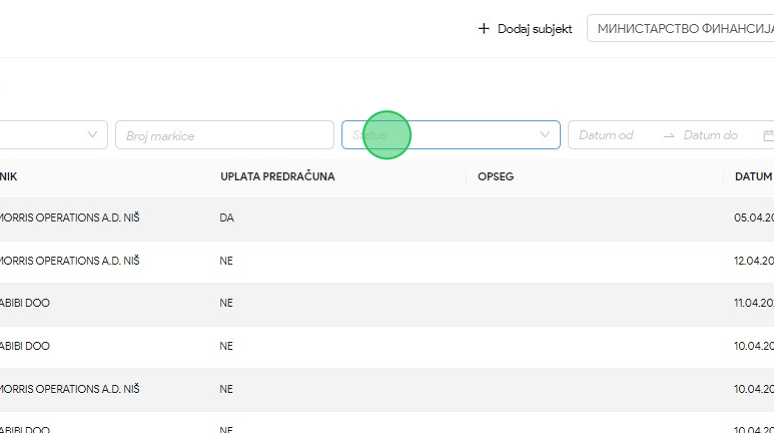 Dodaj subjekt МИНИСТАРСТВО ФИНАНСИЈА
Broj markice Status Datum od Datum do
NIK UPLATA PREDRAČUNA OPSEG DATUM
MORRIS OPERATIONS A.D. NIŠ DA 05.04.20
MORRIS OPERATIONS A.D. NIŠ NE 12.04.20
ABIBI DOO NE 11.04.20
ABIBI DOO NE 10.04.20
MORRIS OPERATIONS A.D. NIŠ NE 10.04.20
ABIBI DOO NE 10.04.20